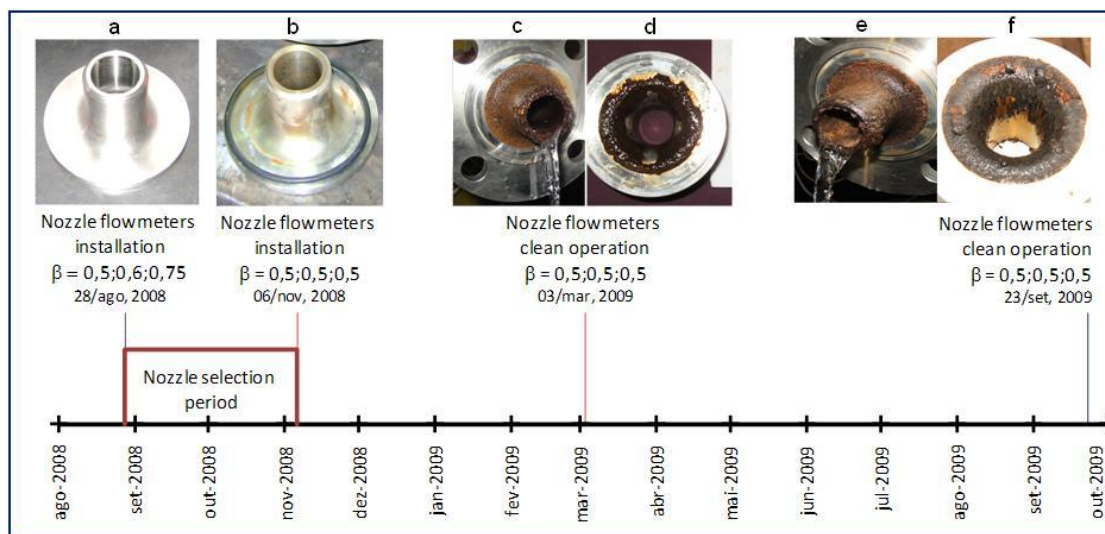 a
b
c
d
e
f
Nozzle flowmeters
installation
β = 0,5;0,6;0,75
28/ago, 2008
Nozzle flowmeters
installation
β = 0,5;0,5;0,5
06/nov, 2008
Nozzle flowmeters
clean operation
β = 0,5;0,5;0,5
03/mar, 2009
Nozzle flowmeters
clean operation
β = 0,5;0,5;0,5
23/set, 2009
Nozzle selection
period
ago-2008
set-2008
out-2008
nov-2008
dez-2008
jan-2009
fev-2009
mar-2009
abr-2009
mai-2009
jun-2009
jul-2009
ago-2009
set-2009
out-2009